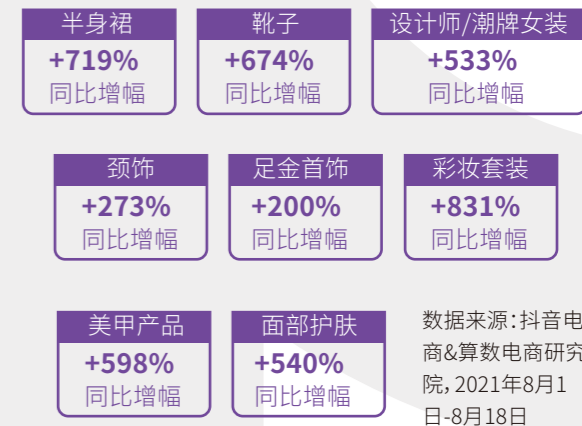 半身裙
+719%
同比增幅
靴子
+674%
同比增幅
设计师/潮牌女装
+533%
同比增幅
颈饰
+273%
同比增幅
足金首饰
+200%
同比增幅
彩妆套装
+831%
同比增幅
美甲产品
+598%
同比增幅
面部护肤
+540%
同比增幅
数据来源：抖音电
商&算数电商研究
院，2021年8月1
日-8月18日